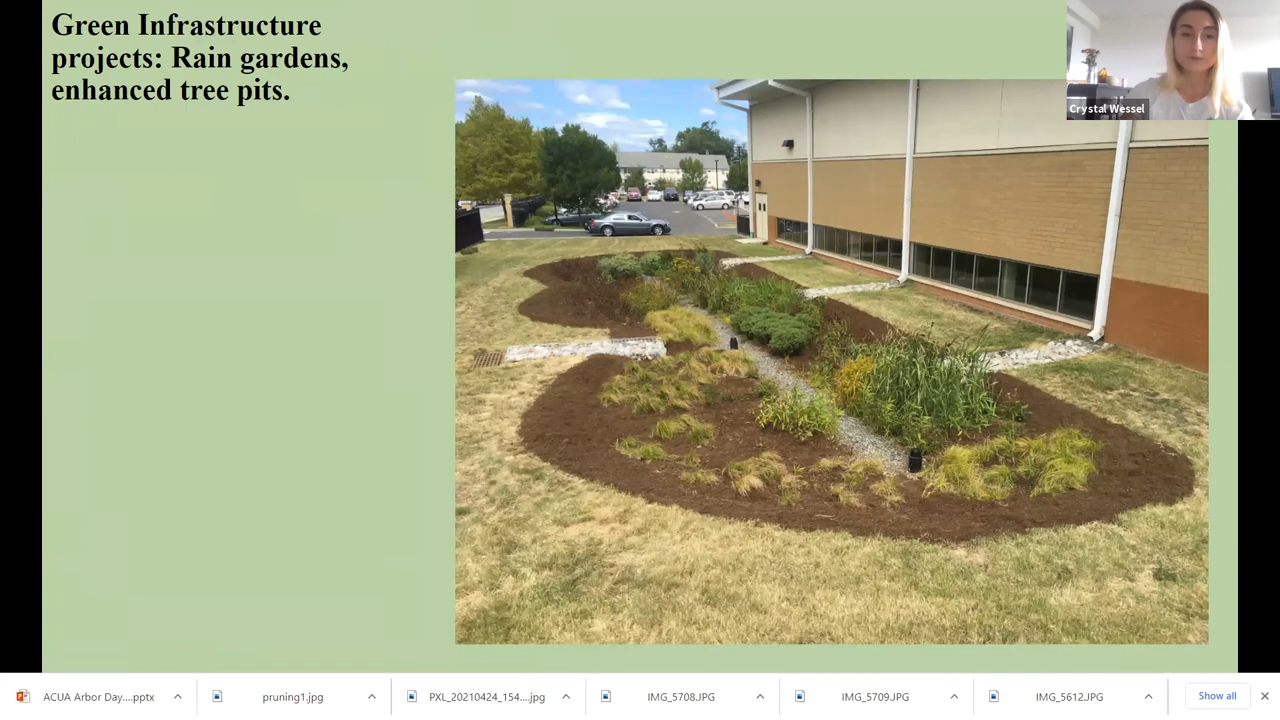 Green Infrastructure
projects: Rain gardens,
enhanced tree pits.
Crystal Wessel
ACUA Arbor Day....pptx
pruning1.jpg
PXL_20210424_154....jpg
IMG_5708.JPG
IMG_5709.JPG
IMG_5612.JPG
Show all